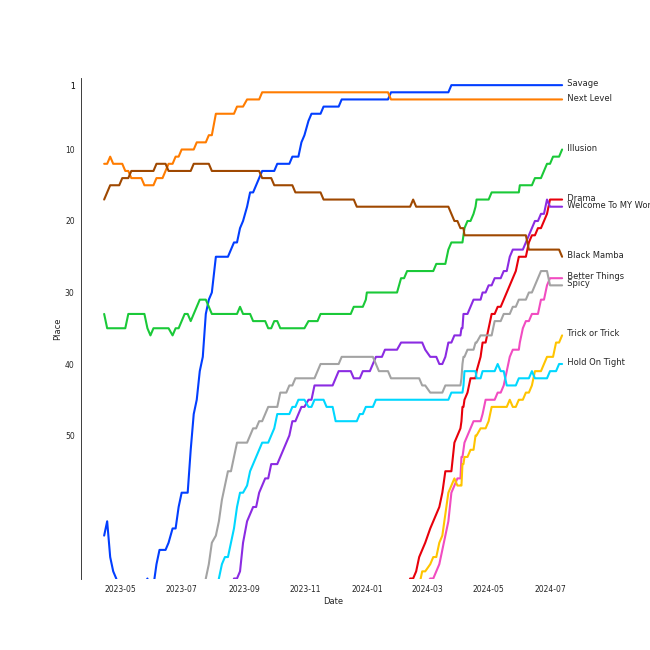 1
10
20
30
40
50
Place
Savage
Next Level
Illusion
Drama
Welcome To MY Wor
Black Mamba
Better Things
Spicy
Trick or Trick
Hold On Tight
2023-05
2023-07
2023-09
2023-11
2024-01
2024-03
2024-05
2024-07
Date